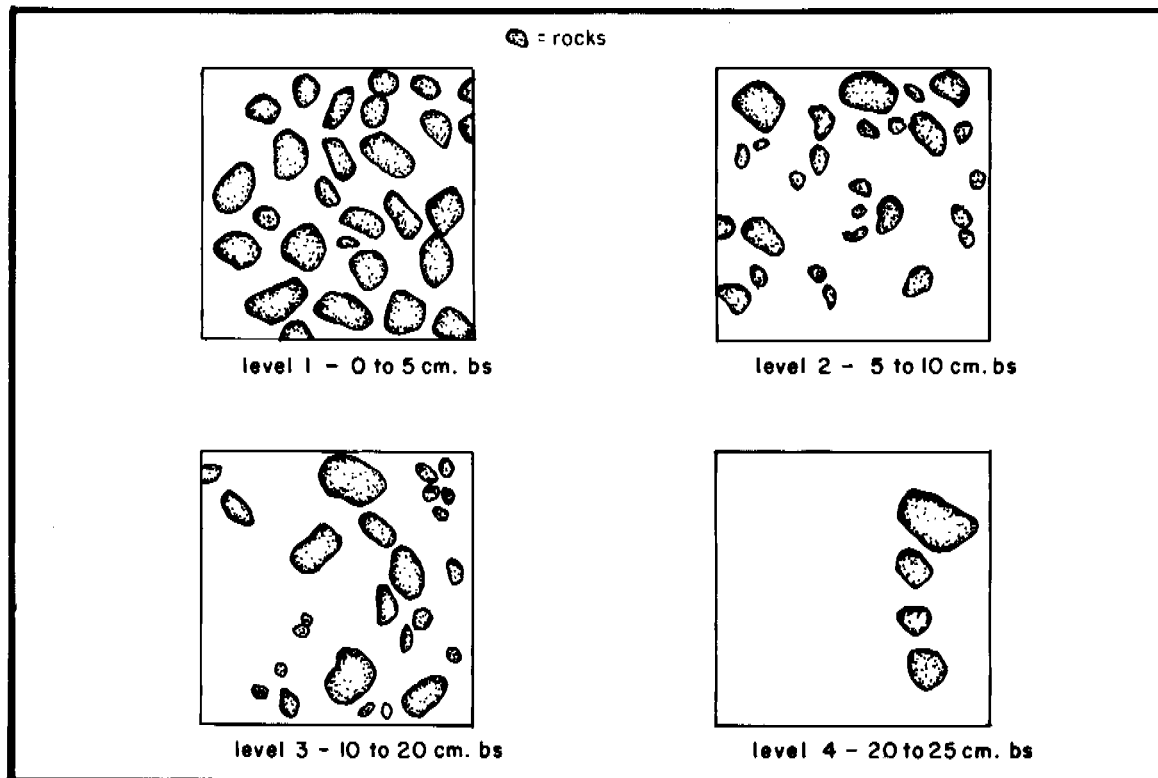 = rocks
level 1 - 0 to 5 cm. bs
level 2 - 5 to 10 cm. bs
level 3 - 10 to 20 cm. bs
level 4 - 20 to 25 cm. bs